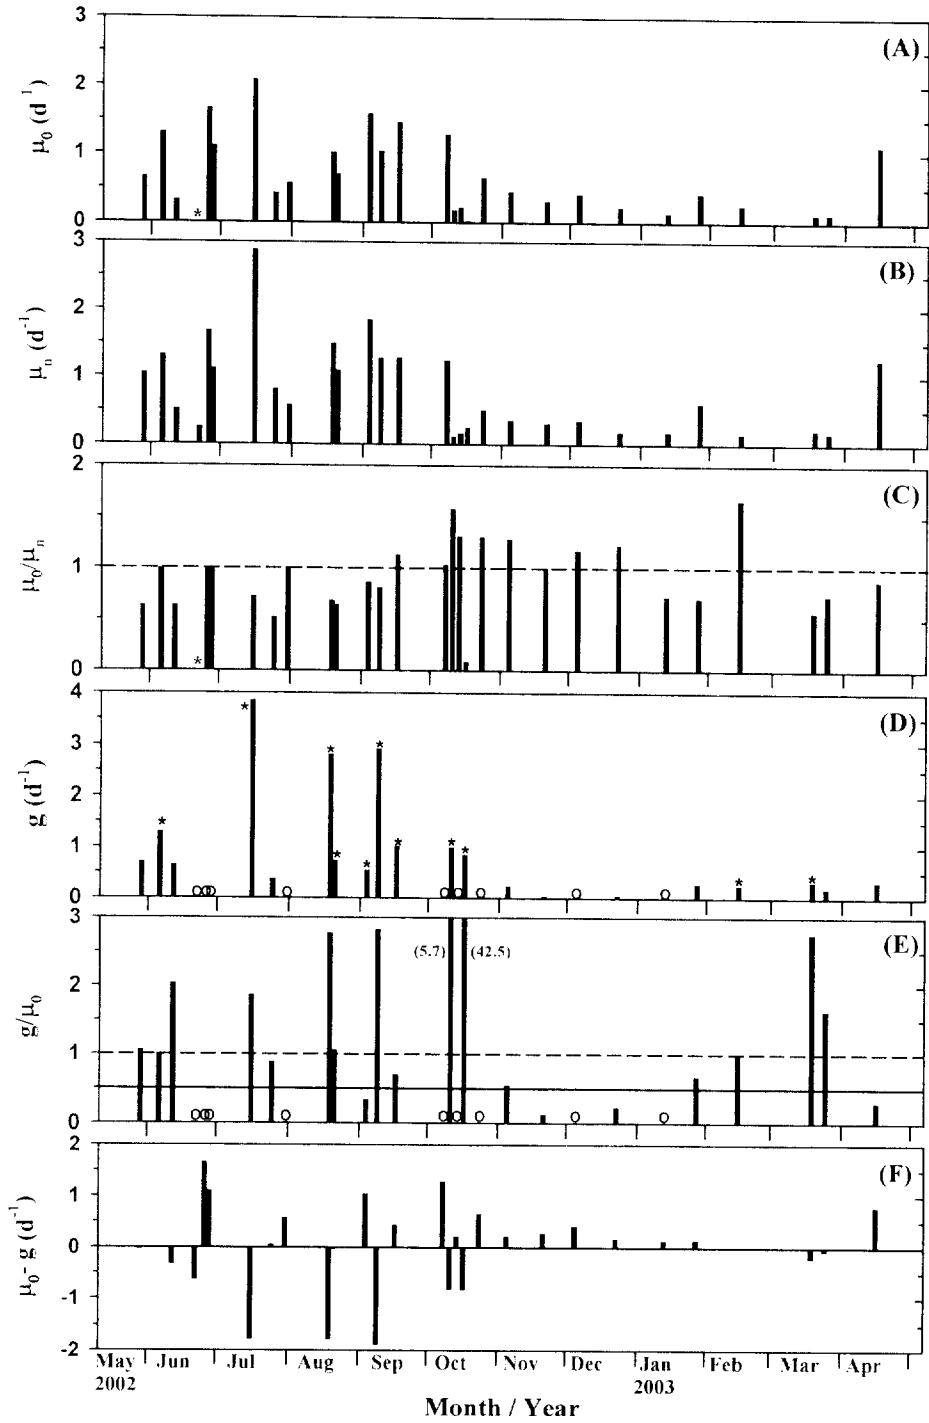 3
2
1
0
μ0 (d-1)
(A)
*
3
2
1
0
μn (d-1)
(B)
2
1
0
μ0/μn
(C)
*
4
3
2
1
0
g (d-1)
(D)
* * * * * * * * * * *
o o o o o o o o o
3
2
1
0
g/μ0
(E)
(5.7) (42.5)
o o o o o o o o o
2
1
0
-1
-2
μ0- g (d-1)
(F)
May Jun Jul Aug Sep Oct Nov Dec Jan Feb Mar Apr
2002 2003
Month / Year